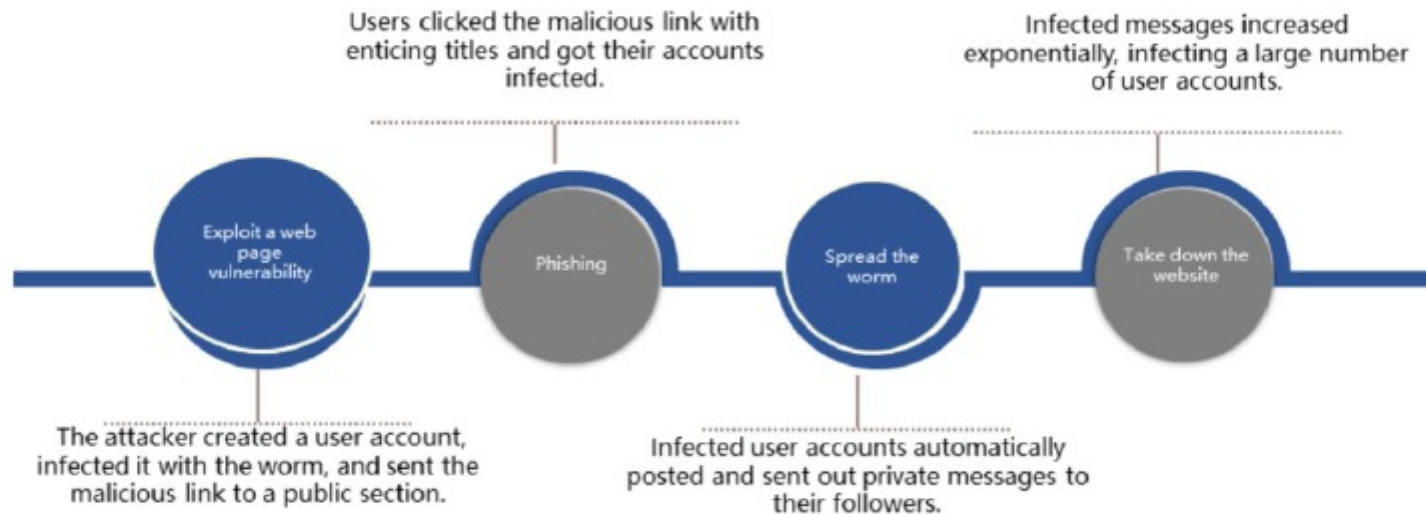 Users clicked the malicious link with
enticing titles and got their accounts
infected.
Infected messages increased
exponentially, infecting a large number
of user accounts.
Exploit a web
page
vulnerability
Phishing
Spread the
worm
Take down the
website
The attacker created a user account,
infected it with the worm, and sent the
malicious link to a public section.
Infected user accounts automatically
posted and sent out private messages to
their followers.